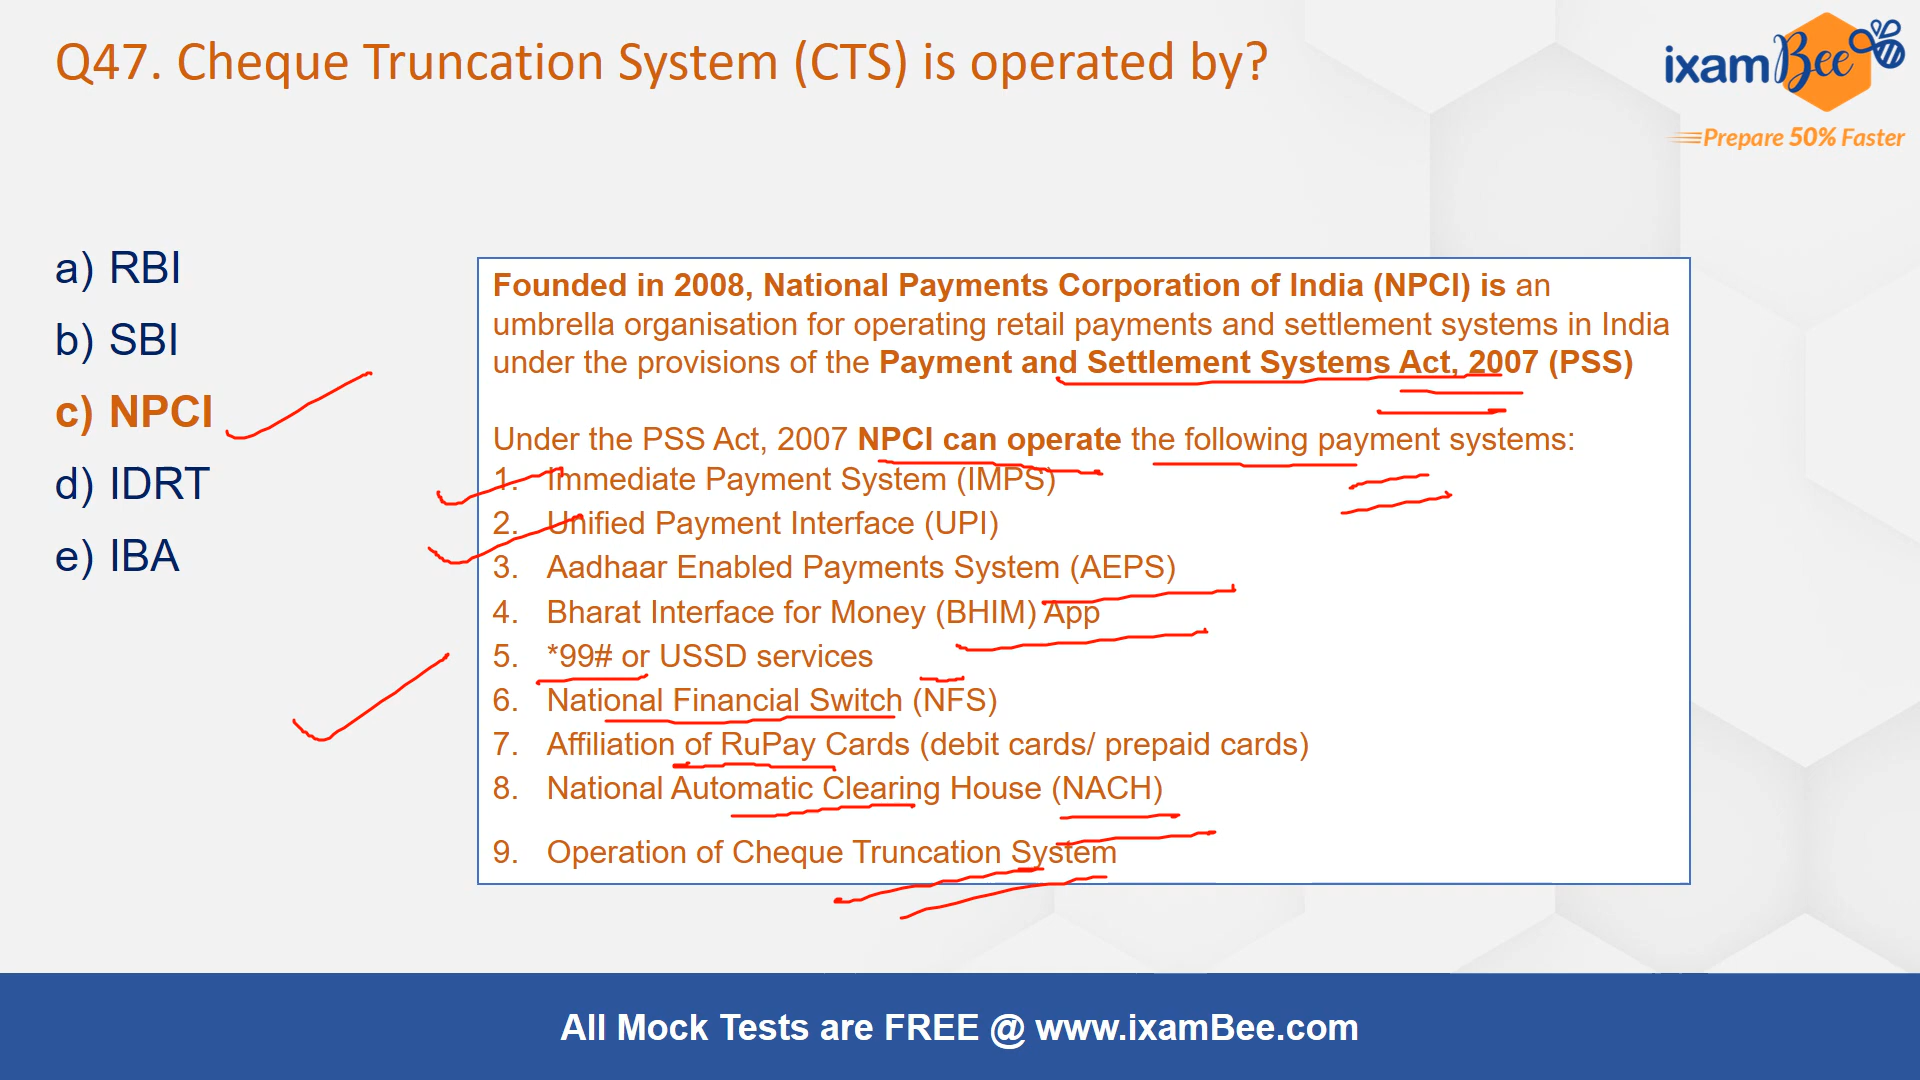 Q47. Cheque Truncation System (CTS) is operated by?
ixamBee
Prepare 50% Faster
a) RBI
b) SBI
c) NPCI
d) IDRT
e) IBA
Founded in 2008, National Payments Corporation of India (NPCI) is an
umbrella organisation for operating retail payments and settlement systems in India
under the provisions of the Payment and Settlement Systems Act, 2007 (PSS)
Under the PSS Act, 2007 NPCI can operate the following payment systems:
1. Immediate Payment System (IMPS)
2. Unified Payment Interface (UPI)
3. Aadhaar Enabled Payments System (AEPS)
4. Bharat Interface for Money (BHIM) App
5. *99# or USSD services
6. National Financial Switch (NFS)
7. Affiliation of RuPay Cards (debit cards/ prepaid cards)
8. National Automatic Clearing House (NACH)
9. Operation of Cheque Truncation System
All Mock Tests are FREE @ www.ixamBee.com